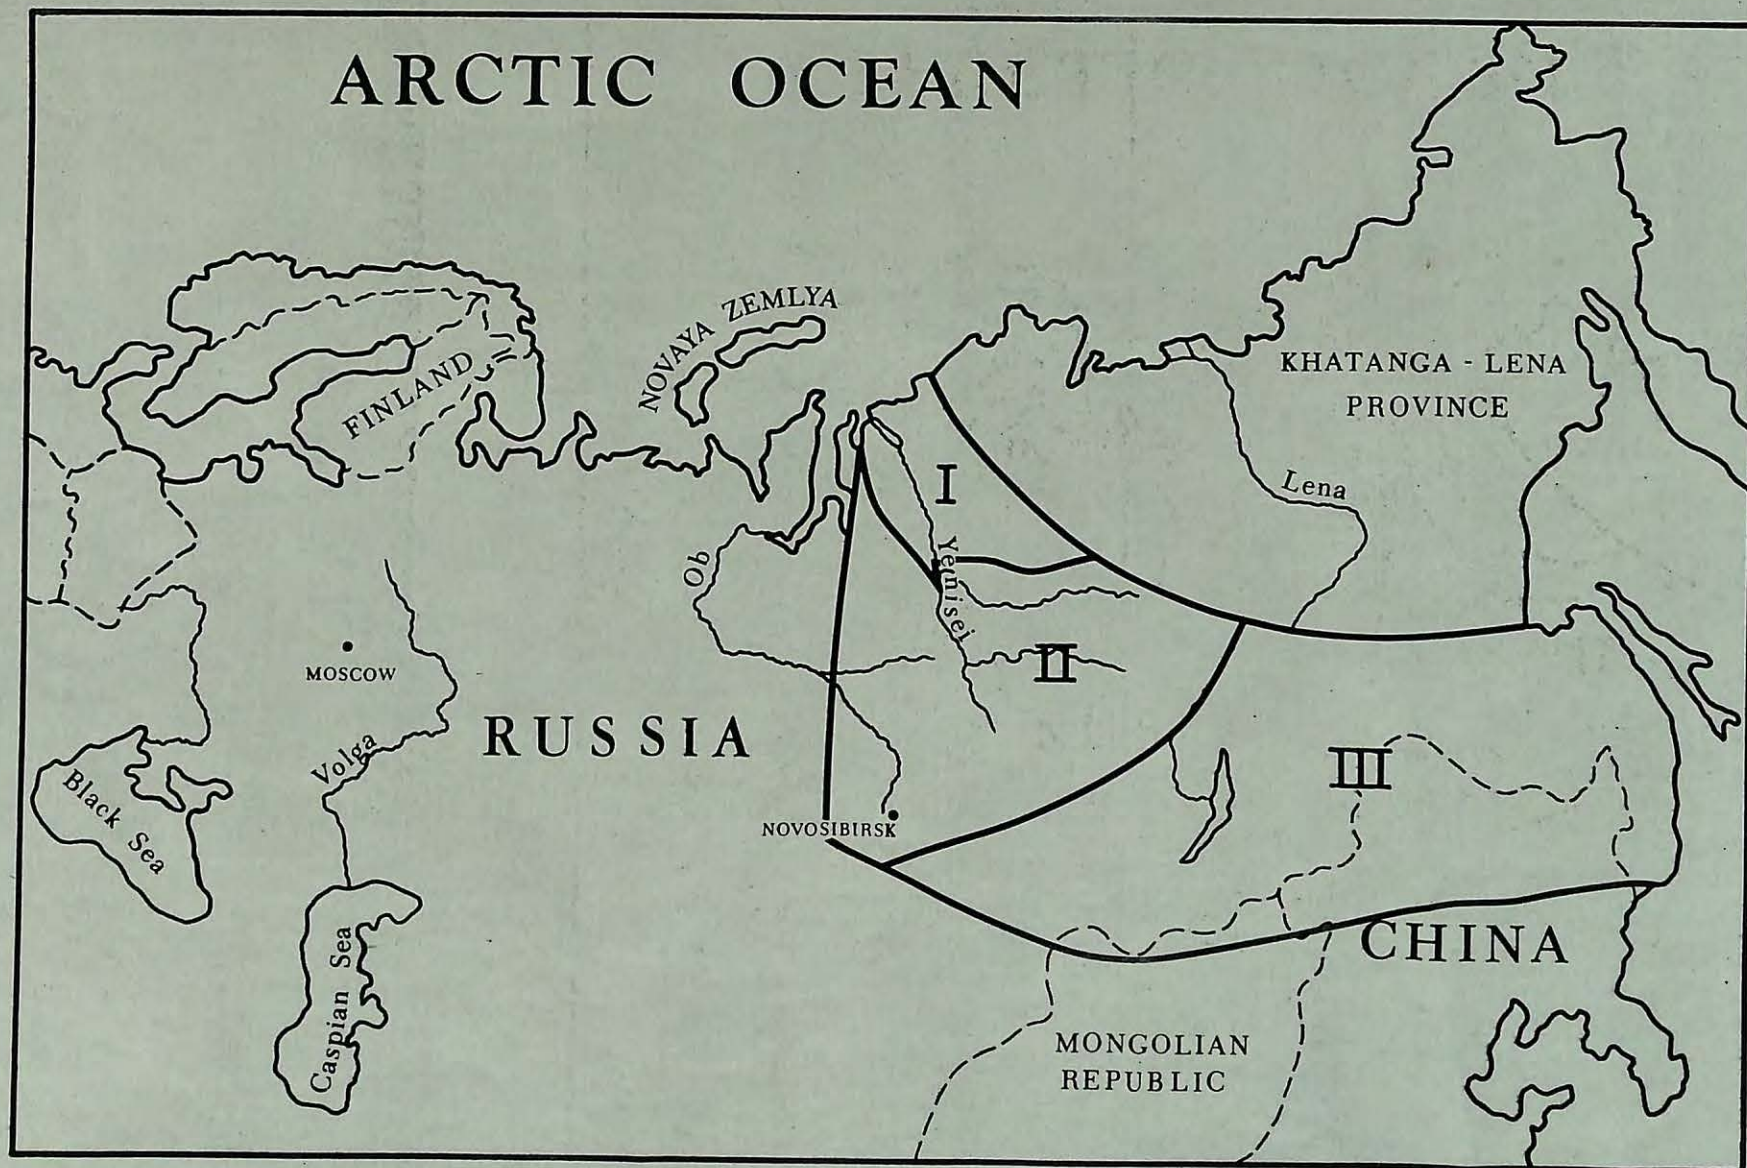 ARCTIC OCEAN
NOVAYA ZEMLYA
FINLAND
KHATANGA - LENA
PROVINCE
I
Lena
Ob
Yenisei
MOSCOW
II
RUSSIA
Volga
III
Black Sea
NOVOSIBIRSK
Caspian Sea
CHINA
MONGOLIAN
REPUBLIC